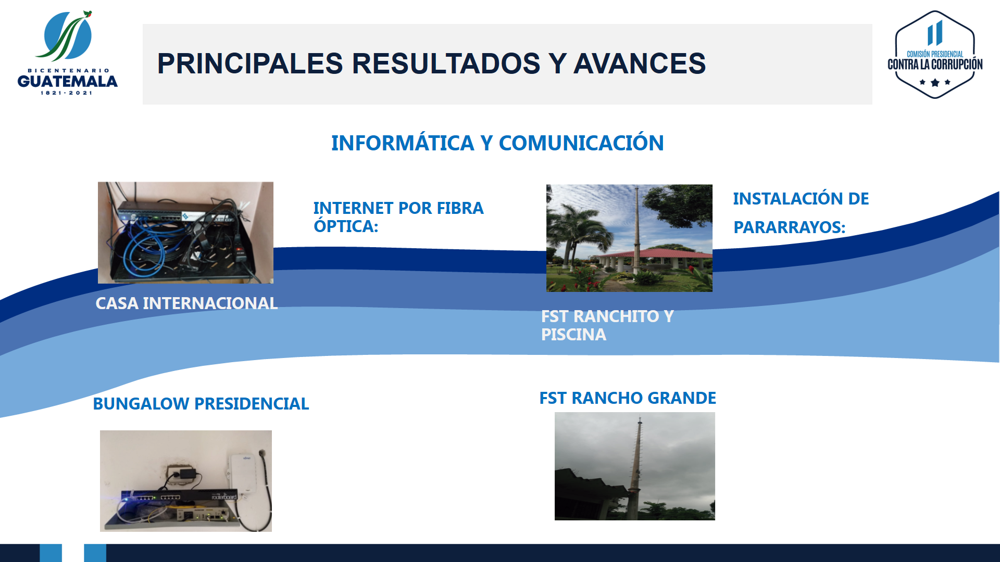 BICENTENARIO
GUATEMALA
1821-2021
PRINCIPALES RESULTADOS Y AVANCES
COMISIÓN PRESIDENCIAL
CONTRA LA CORRUPCIÓN
INFORMÁTICA Y COMUNICACIÓN
INTERNET POR FIBRA
ÓPTICA:
INSTALACIÓN DE
PARARRAYOS:
CASA INTERNACIONAL
FST RANCHITO Y
PISCINA
BUNGALOW PRESIDENCIAL
FST RANCHO GRANDE
routerboard